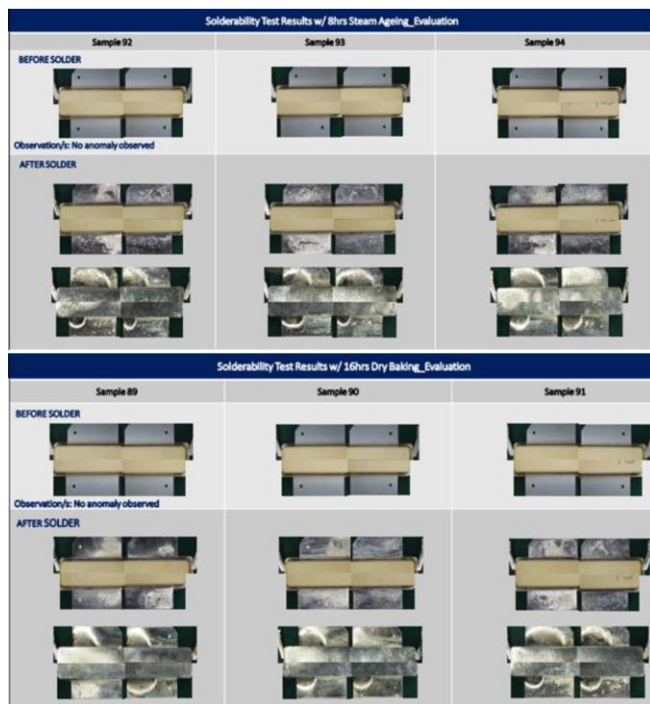 Solderability Test Results w/ 8hrs Steam Ageing_Evaluation
Sample 92 Sample 93 Sample 94
BEFORE SOLDER
Observation/s: No anomaly observed
AFTER SOLDER
Solderability Test Results w/ 16hrs Dry Baking_Evaluation
Sample 89 Sample 90 Sample 91
BEFORE SOLDER
Observation/s: No anomaly observed
AFTER SOLDER